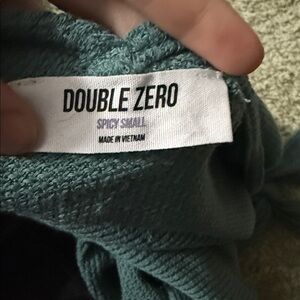 DOUBLE ZERO
SPICY SMALL
MADE IN VIETNAM